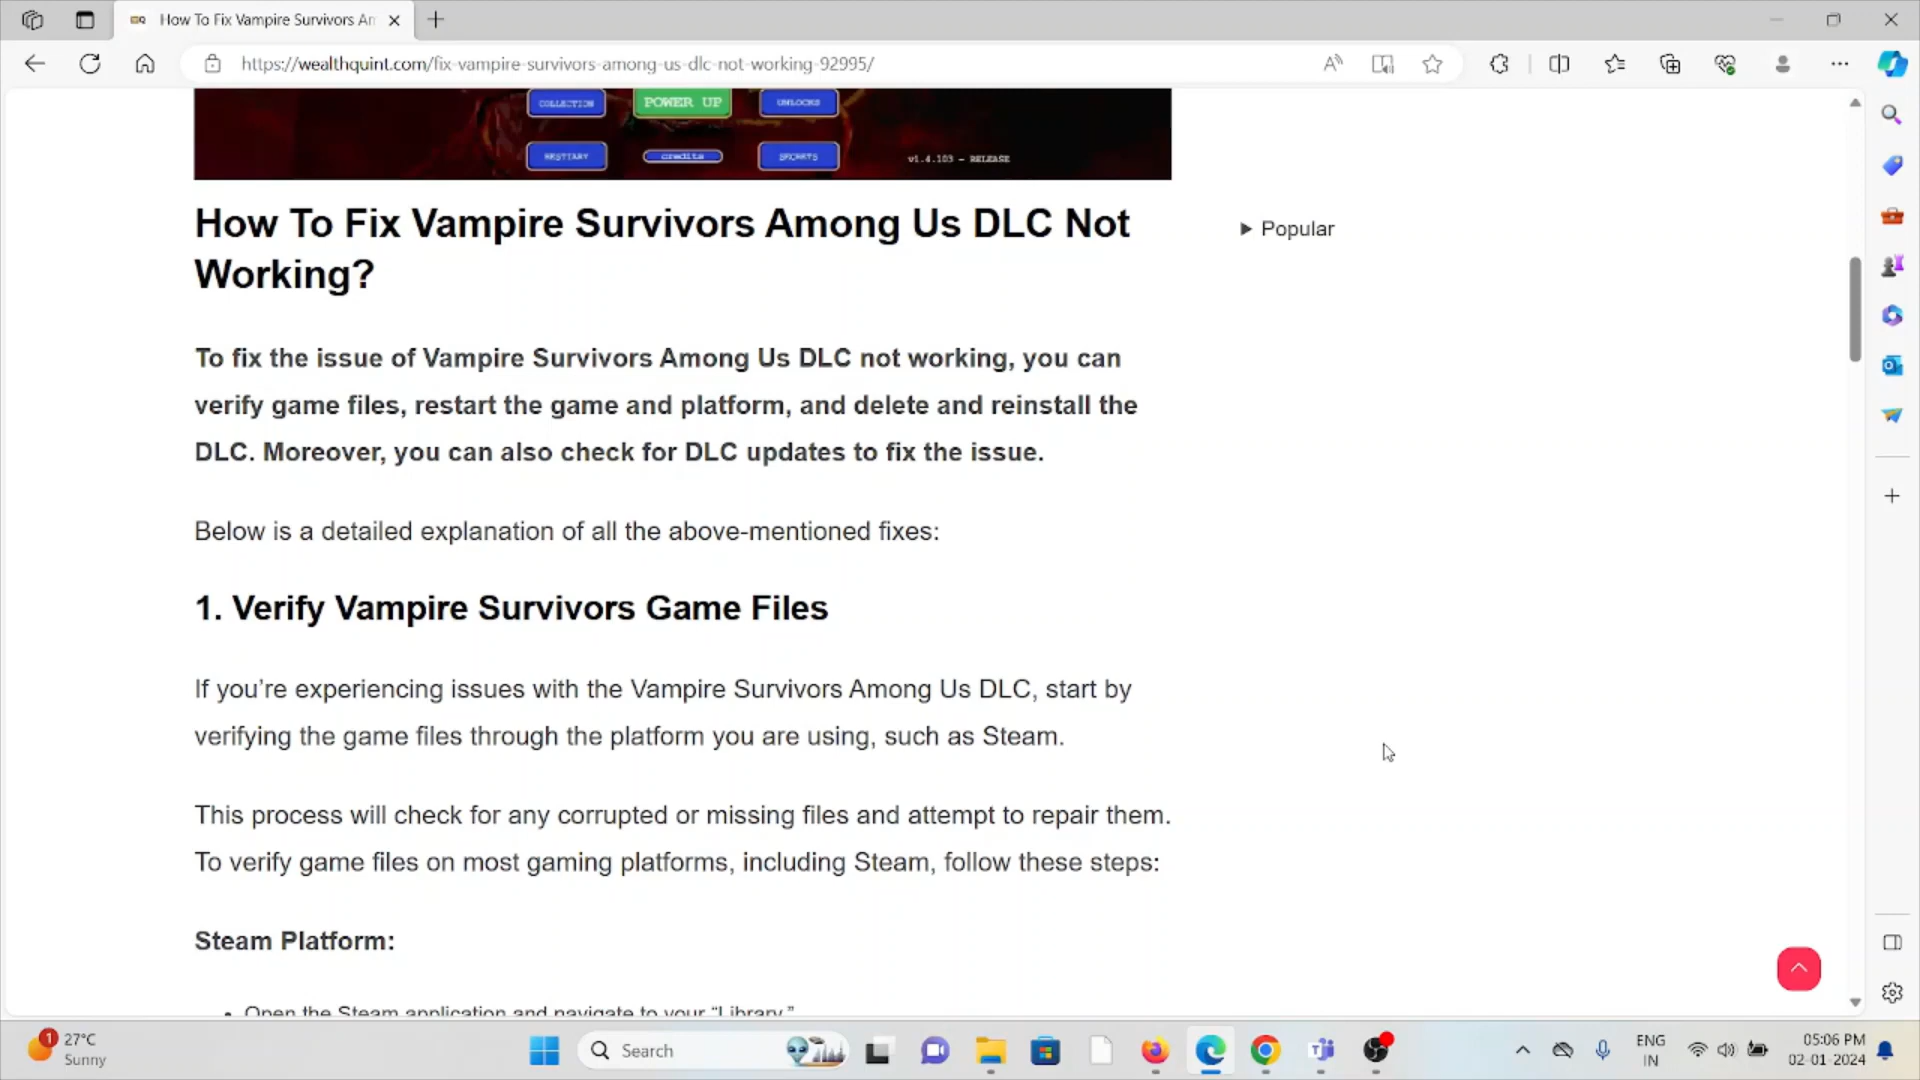 How To Fix Vampire Survivors Am
https://wealthquint.com/fix-vampire-survivors-among-us-dlc-not-working-92995/
COLLECTION
POWER UP
UNLOCKS
BESTIARY
credits
SECRETS
v1.4.103 – RELEASE
How To Fix Vampire Survivors Among Us DLC Not
Working?
Popular
To fix the issue of Vampire Survivors Among Us DLC not working, you can
verify game files, restart the game and platform, and delete and reinstall the
DLC. Moreover, you can also check for DLC updates to fix the issue.
Below is a detailed explanation of all the above-mentioned fixes:
1. Verify Vampire Survivors Game Files
If you’re experiencing issues with the Vampire Survivors Among Us DLC, start by
verifying the game files through the platform you are using, such as Steam.
This process will check for any corrupted or missing files and attempt to repair them.
To verify game files on most gaming platforms, including Steam, follow these steps:
Steam Platform:
• Open the Steam application and navigate to your “Library.”
1
27°C
Sunny
Search
ENG
IN
05:06 PM
02-01-2024